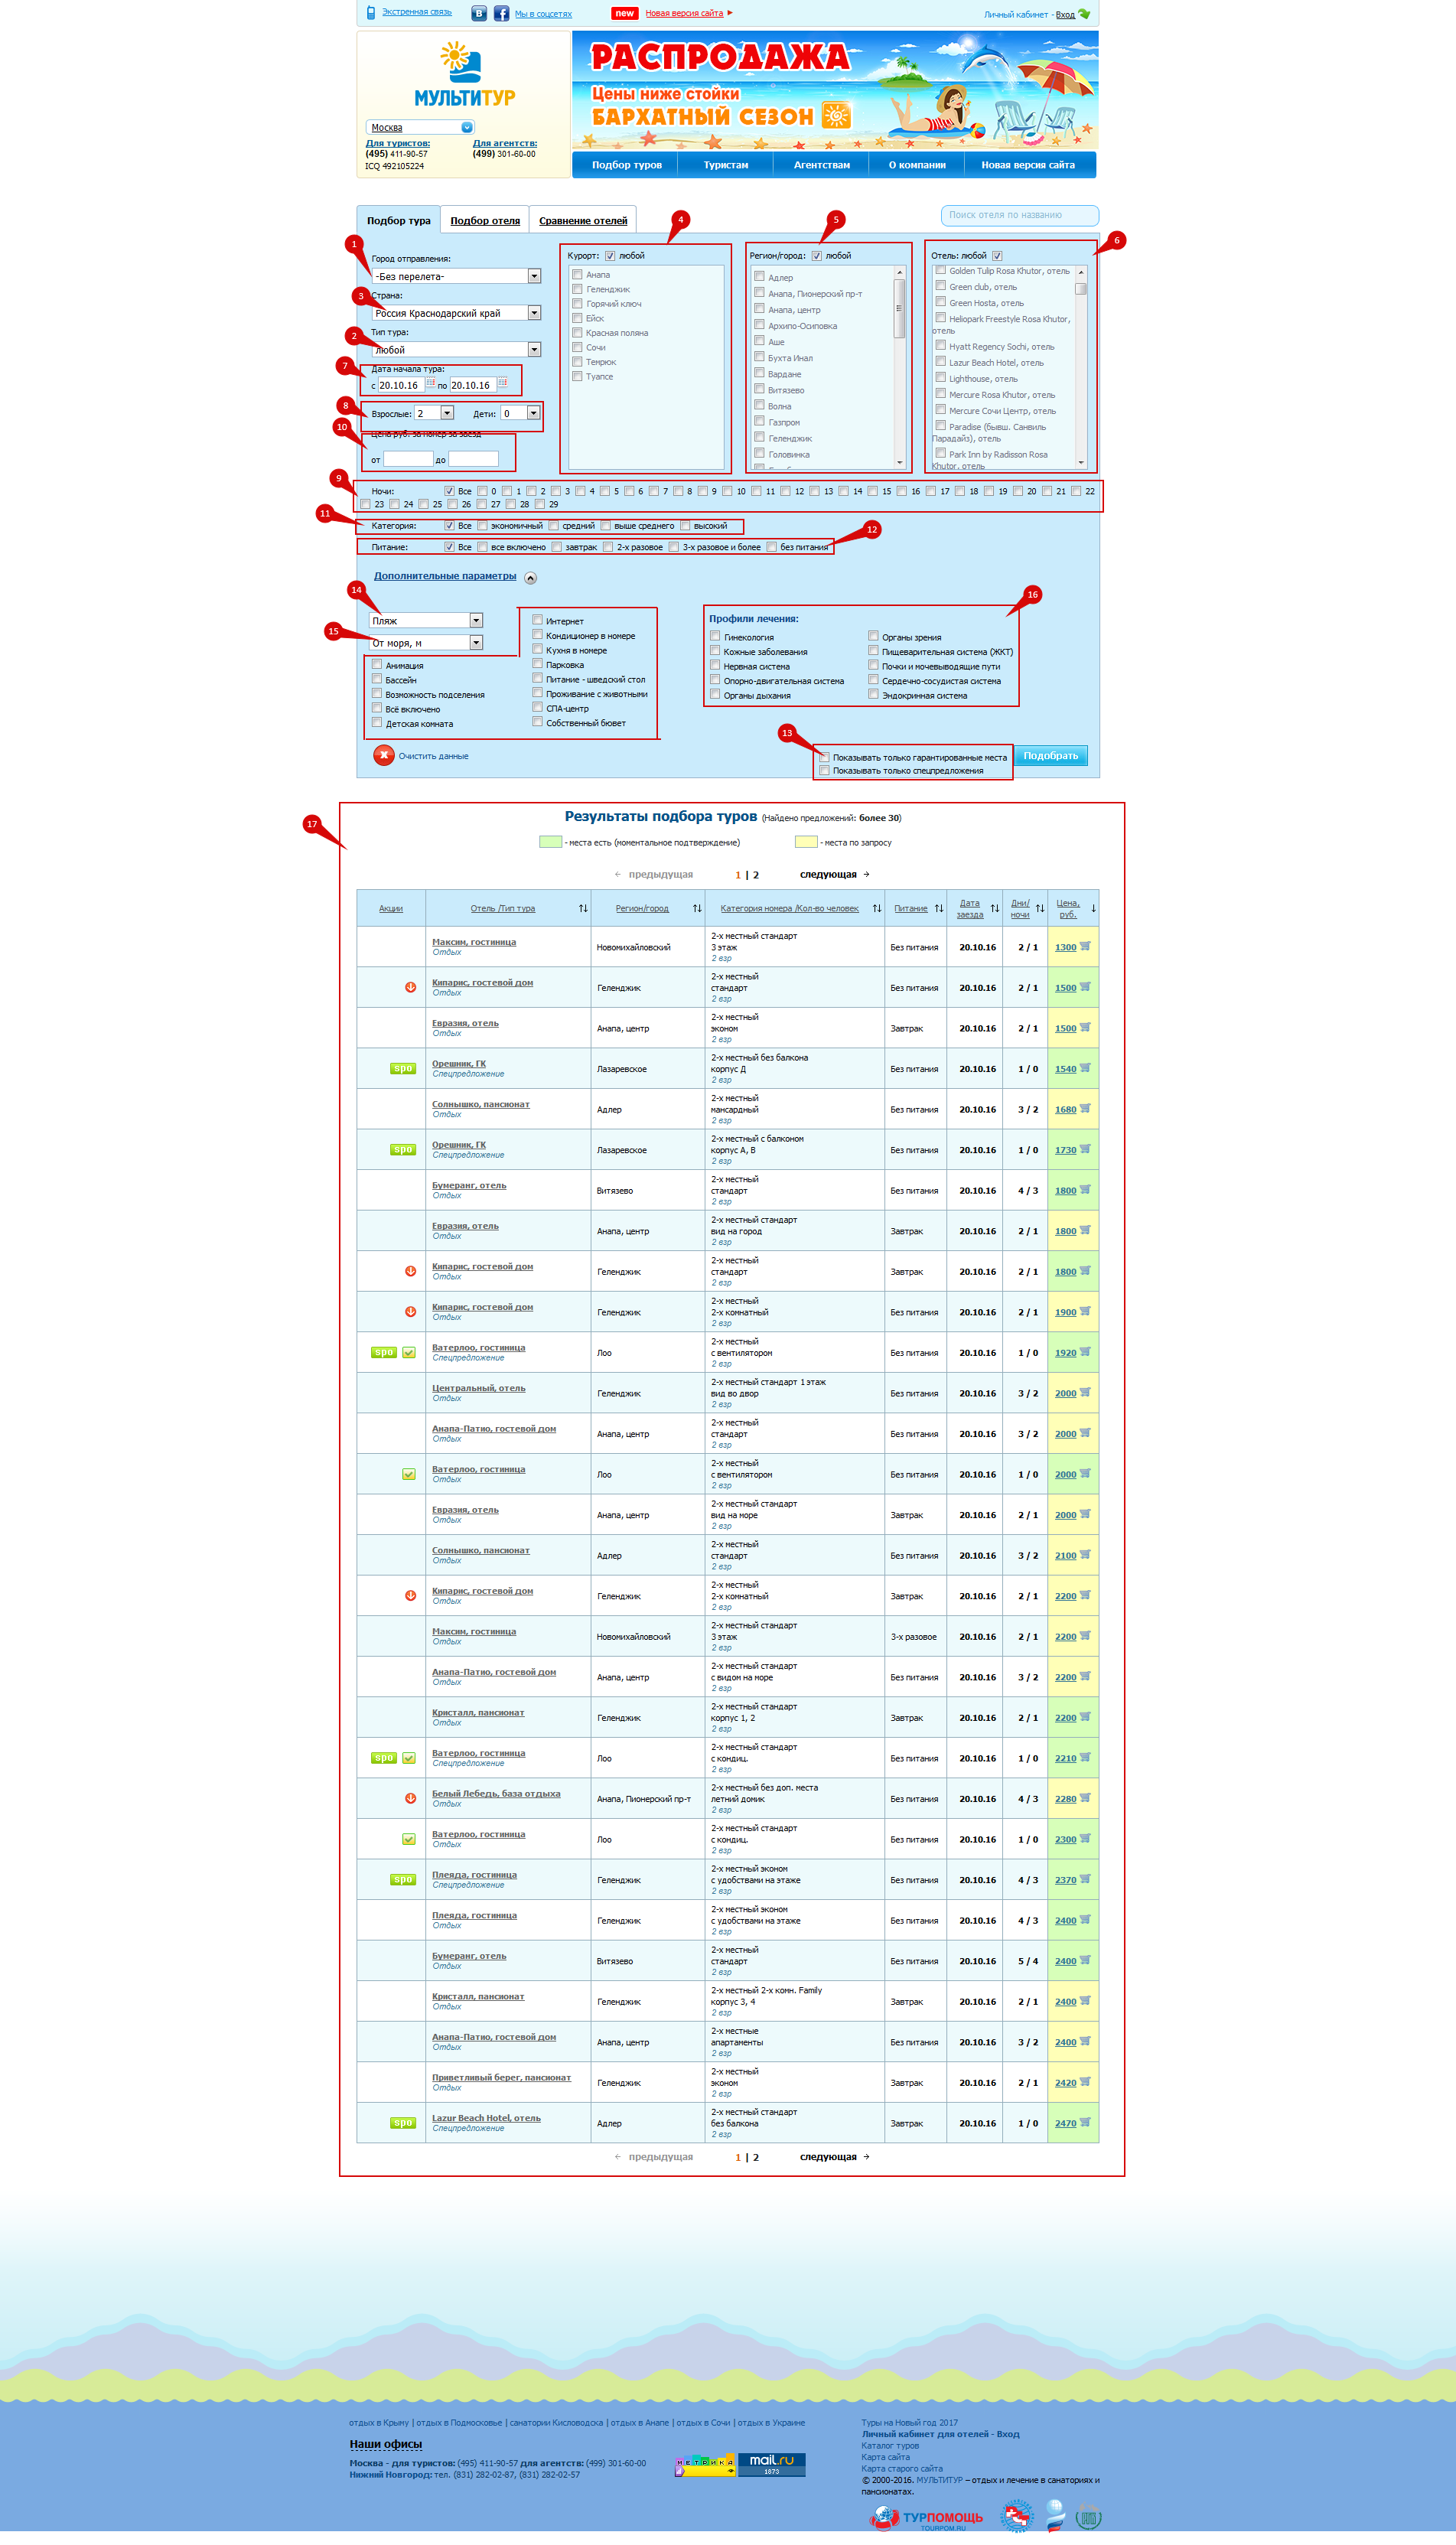 Экстренная связь
Мы в соцсетях
new Новая версия сайта
Личный кабинет - Вход
МУЛЬТИТУР
Москва
Для туристов: Для агентств:
(495) 411-90-57 (499) 301-60-00
ICQ 492105224
РАСПРОДАЖА
Цены ниже стойки
БАРХАТНЫЙ СЕЗОН
Подбор туров Туристам Агентствам О компании Новая версия сайта
Подбор тура Подбор отеля Сравнение отелей
Поиск отеля по названию
1
Город отправления:
-Без перелета-
3
Страна:
Россия Краснодарский край
2
Тип тура:
любой
7
Дата начала тура:
с 20.10.16 по 20.10.16
8
Взрослые: 2 Дети: 0
10
Цена руб. за номер за заезд
от до
4
Курорт: любой
Анапа
Геленджик
Горячий ключ
Ейск
Красная поляна
Сочи
Темрюк
Туапсе
5
Регион/город: любой
Адлер
Анапа, Пионерский пр-т
Анапа, центр
Архипо-Осиповка
Аше
Бухта Инал
Вардане
Витязево
Волна
Газпром
Геленджик
Головинка
6
Отель: любой
Golden Tulip Rosa Khutor, отель
Green club, отель
Green Hosta, отель
Heliopark Freestyle Rosa Khutor,
отель
Hyatt Regency Sochi, отель
Lazur Beach Hotel, отель
Lighthouse, отель
Mercure Rosa Khutor, отель
Mercure Сочи Центр, отель
Paradise (бывш. Санвиль
Парадайз), отель
Park Inn by Radisson Rosa
Khutor, отель
9
Ночи: Все 0 1 2 3 4 5 6 7 8 9 10 11 12 13 14 15 16 17 18 19 20 21 22
23 24 25 26 27 28 29
11
Категория: Все экономичный средний выше среднего высокий
12
Питание: Все все включено завтрак 2-х разовое 3-х разовое и более без питания
Дополнительные параметры
14
Пляж
15
От моря, м
Анимация
Бассейн
Возможность подселения
Всё включено
Детская комната
Интернет
Кондиционер в номере
Кухня в номере
Парковка
Питание - шведский стол
Проживание с животными
СПА-центр
Собственный бювет
16
Профили лечения:
Гинекология
Кожные заболевания
Нервная система
Опорно-двигательная система
Органы дыхания
Органы зрения
Пищеварительная система (ЖКТ)
Почки и мочевыводящие пути
Сердечно-сосудистая система
Эндокринная система
Очистить данные
13
Показывать только гарантированные места
Показывать только спецпредложения
Подобрать
17
Результаты подбора туров (Найдено предложений: более 30)
- места есть (моментальное подтверждение) - места по запросу
← предыдущая 1 | 2 следующая →
Акции Отель /Тип тура Регион/город Категория номера /Кол-во человек Питание Дата заезда Дни/ночи Цена, руб.
Максим, гостиница Отдых Новомихайловский 2-х местный стандарт 3 этаж 2 взр Без питания 20.10.16 2 / 1 1300
Кипарис, гостевой дом Отдых Геленджик 2-х местный стандарт 2 взр Без питания 20.10.16 2 / 1 1500
Евразия, отель Отдых Анапа, центр 2-х местный эконом 2 взр Завтрак 20.10.16 2 / 1 1500
spo Орешник, ГК Спецпредложение Лазаревское 2-х местный без балкона корпус Д 2 взр Без питания 20.10.16 1 / 0 1540
Солнышко, пансионат Отдых Адлер 2-х местный мансардный 2 взр Без питания 20.10.16 3 / 2 1680
spo Орешник, ГК Спецпредложение Лазаревское 2-х местный с балконом корпус А, В 2 взр Без питания 20.10.16 1 / 0 1730
Бумеранг, отель Отдых Витязево 2-х местный стандарт 2 взр Без питания 20.10.16 4 / 3 1800
Евразия, отель Отдых Анапа, центр 2-х местный стандарт вид на город 2 взр Завтрак 20.10.16 2 / 1 1800
Кипарис, гостевой дом Отдых Геленджик 2-х местный стандарт 2 взр Завтрак 20.10.16 2 / 1 1800
Кипарис, гостевой дом Отдых Геленджик 2-х местный 2-х комнатный 2 взр Без питания 20.10.16 2 / 1 1900
spo Ватерлоо, гостиница Спецпредложение Лоо 2-х местный с вентилятором 2 взр Без питания 20.10.16 1 / 0 1920
Центральный, отель Отдых Геленджик 2-х местный стандарт 1 этаж вид во двор 2 взр Без питания 20.10.16 3 / 2 2000
Анапа-Патио, гостевой дом Отдых Анапа, центр 2-х местный стандарт 2 взр Без питания 20.10.16 3 / 2 2000
Ватерлоо, гостиница Отдых Лоо 2-х местный с вентилятором 2 взр Без питания 20.10.16 1 / 0 2000
Евразия, отель Отдых Анапа, центр 2-х местный стандарт вид на море 2 взр Завтрак 20.10.16 2 / 1 2000
Солнышко, пансионат Отдых Адлер 2-х местный стандарт 2 взр Без питания 20.10.16 3 / 2 2100
Кипарис, гостевой дом Отдых Геленджик 2-х местный 2-х комнатный 2 взр Завтрак 20.10.16 2 / 1 2200
Максим, гостиница Отдых Новомихайловский 2-х местный стандарт 3 этаж 2 взр 3-х разовое 20.10.16 2 / 1 2200
Анапа-Патио, гостевой дом Отдых Анапа, центр 2-х местный стандарт с видом на море 2 взр Без питания 20.10.16 3 / 2 2200
Кристалл, пансионат Отдых Геленджик 2-х местный стандарт корпус 1, 2 2 взр Завтрак 20.10.16 2 / 1 2200
spo Ватерлоо, гостиница Спецпредложение Лоо 2-х местный стандарт с кондиц. 2 взр Без питания 20.10.16 1 / 0 2210
Белый Лебедь, база отдыха Отдых Анапа, Пионерский пр-т 2-х местный без доп. места летний домик 2 взр Без питания 20.10.16 4 / 3 2280
Ватерлоо, гостиница Отдых Лоо 2-х местный стандарт с кондиц. 2 взр Без питания 20.10.16 1 / 0 2300
spo Плеяда, гостиница Спецпредложение Геленджик 2-х местный эконом с удобствами на этаже 2 взр Без питания 20.10.16 4 / 3 2370
Плеяда, гостиница Отдых Геленджик 2-х местный эконом с удобствами на этаже 2 взр Без питания 20.10.16 4 / 3 2400
Бумеранг, отель Отдых Витязево 2-х местный стандарт 2 взр Без питания 20.10.16 5 / 4 2400
Кристалл, пансионат Отдых Геленджик 2-х местный 2-х комн. Family корпус 3, 4 2 взр Завтрак 20.10.16 2 / 1 2400
Анапа-Патио, гостевой дом Отдых Анапа, центр 2-х местные апартаменты 2 взр Без питания 20.10.16 3 / 2 2400
Приветливый берег, пансионат Отдых Геленджик 2-х местный эконом 2 взр Завтрак 20.10.16 2 / 1 2420
spo Lazur Beach Hotel, отель Спецпредложение Адлер 2-х местный стандарт без балкона 2 взр Завтрак 20.10.16 1 / 0 2470
← предыдущая 1 | 2 следующая →
отдых в Крыму | отдых в Подмосковье | санатории Кисловодска | отдых в Анапе | отдых в Сочи | отдых в Украине
Наши офисы
Москва - для туристов: (495) 411-90-57 для агентств: (499) 301-60-00
Нижний Новгород: тел. (831) 282-02-87, (831) 282-02-57
МЕТРИКА
mail.ru
1873
Туры на Новый год 2017
Личный кабинет для отелей - Вход
Каталог туров
Карта сайта
Карта старого сайта
© 2000-2016. МУЛЬТИТУР – отдых и лечение в санаториях и
пансионатах.
ТУРПОМОЩЬ
TOURPOM.RU